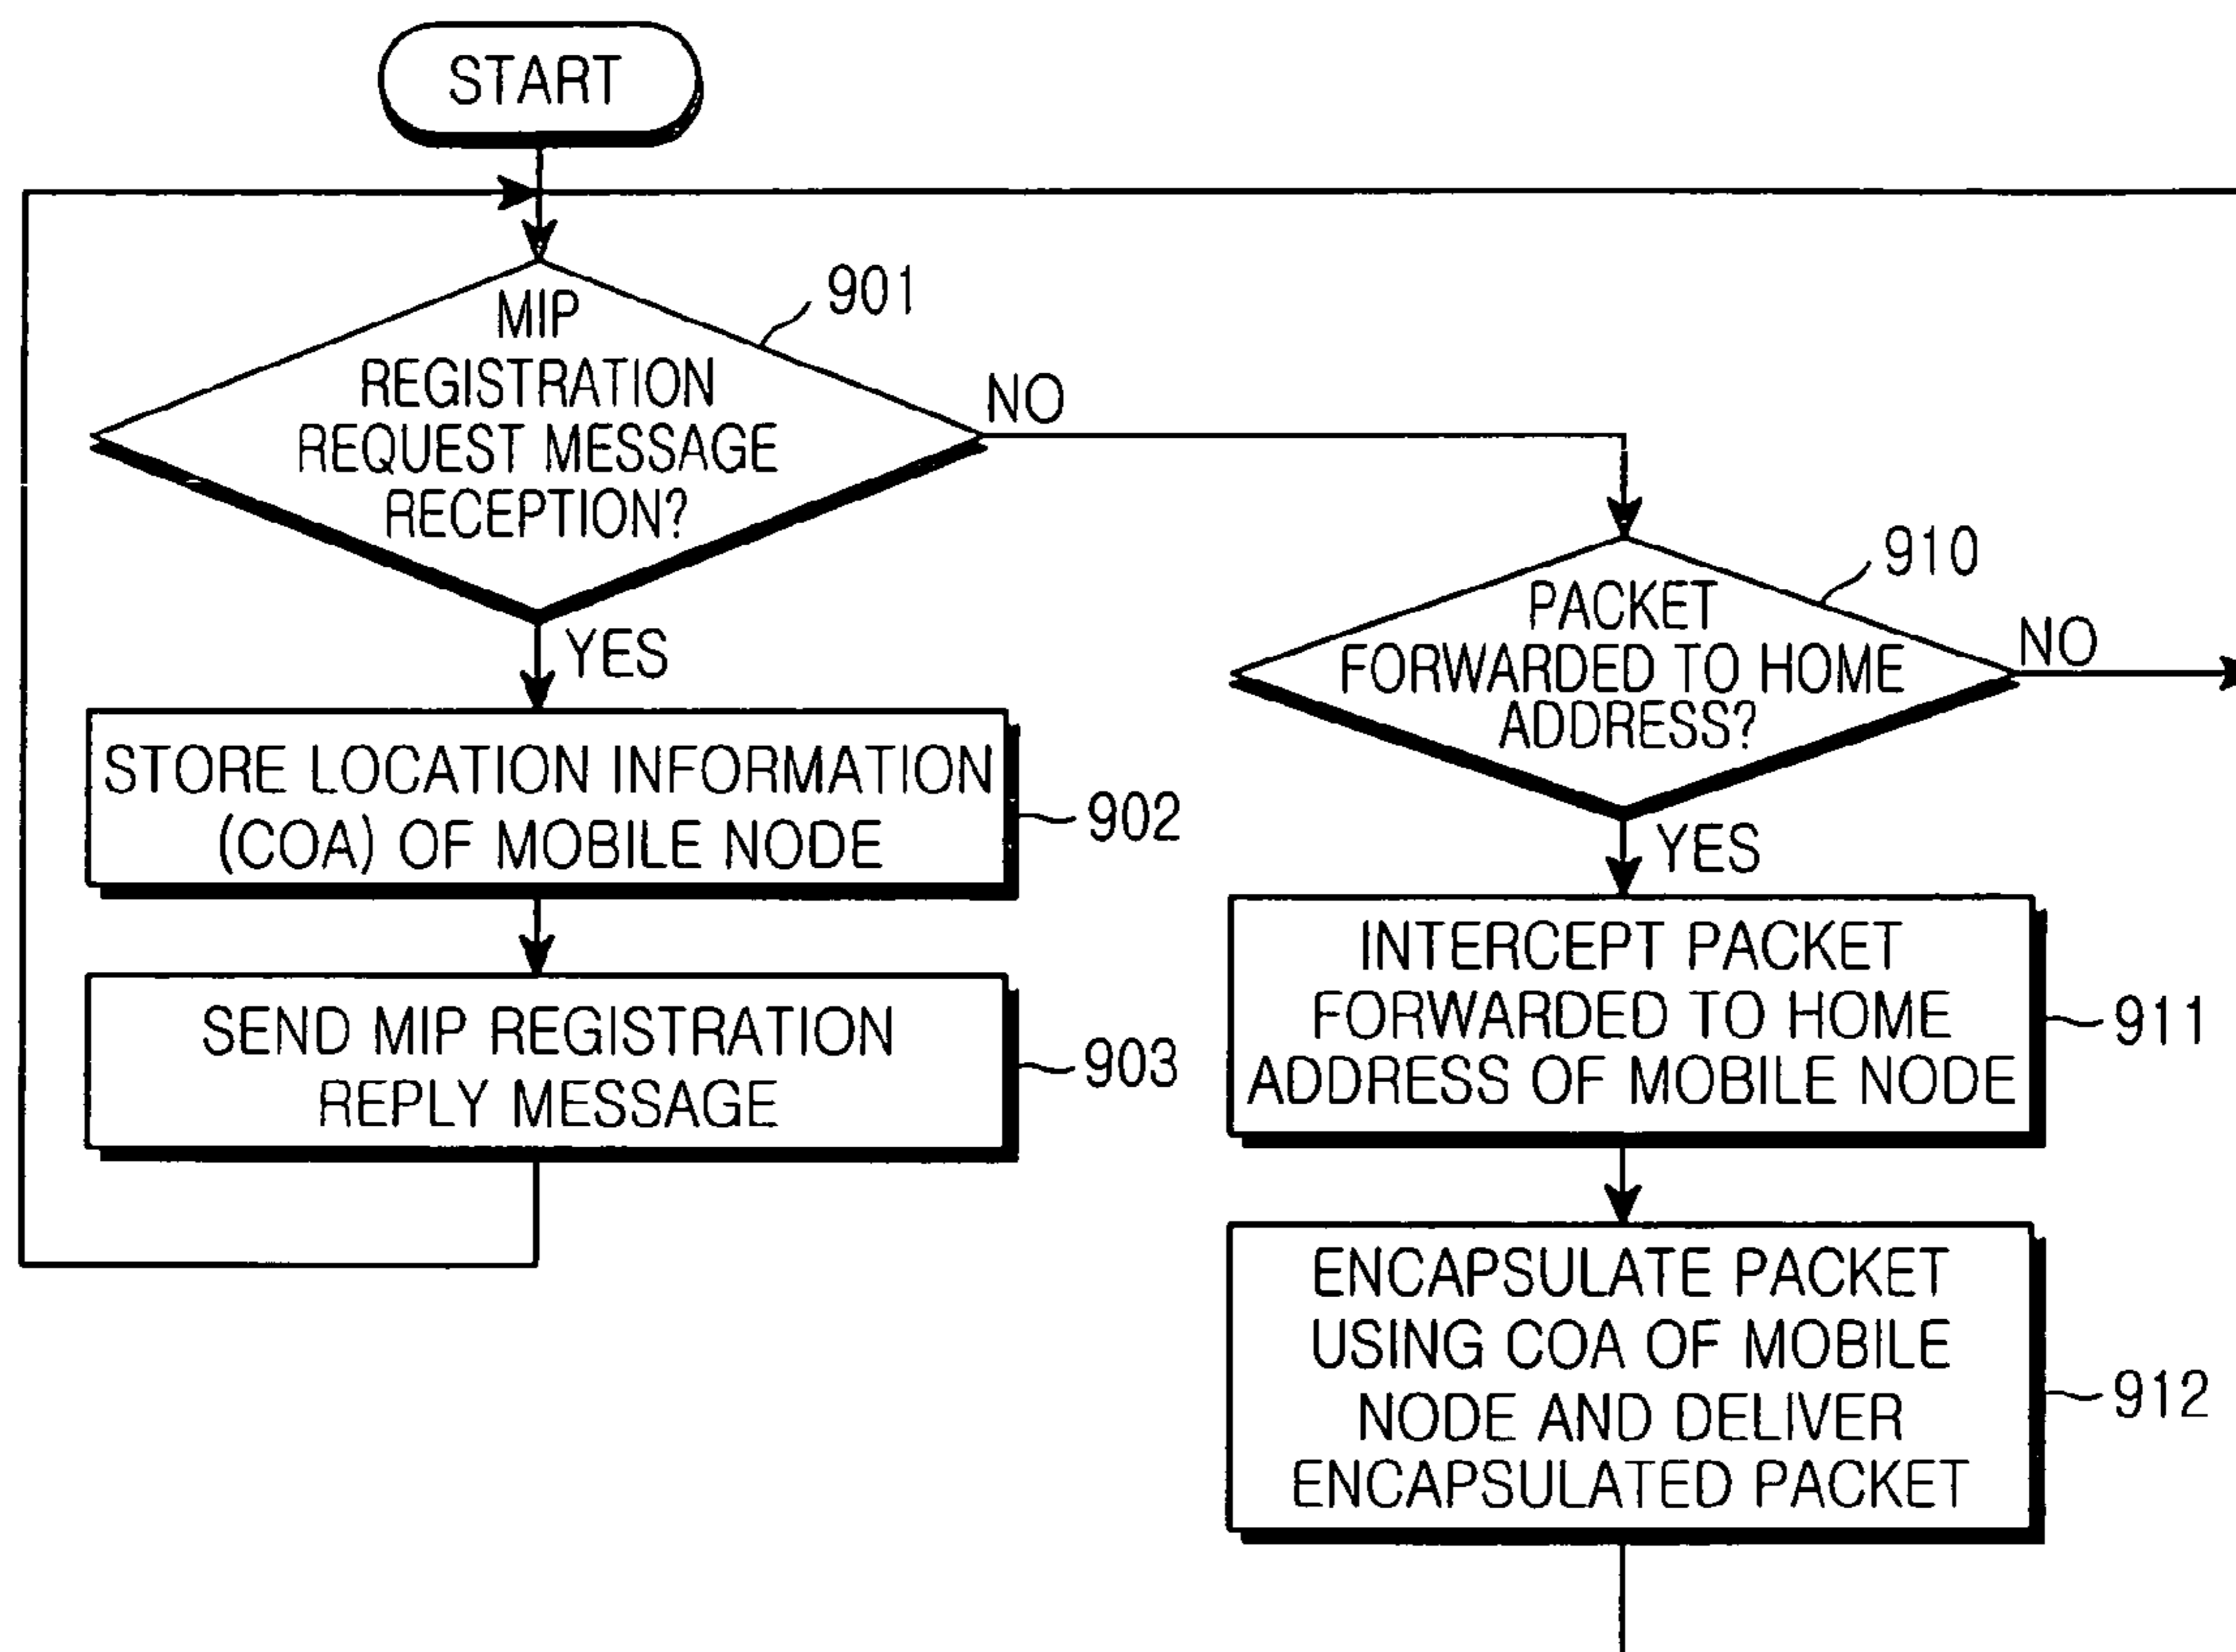 START
MIP
REGISTRATION
REQUEST MESSAGE
RECEPTION?
901
NO
YES
STORE LOCATION INFORMATION
(COA) OF MOBILE NODE
902
SEND MIP REGISTRATION
REPLY MESSAGE
903
910
PACKET
FORWARDED TO HOME
ADDRESS?
NO
YES
INTERCEPT PACKET
FORWARDED TO HOME
ADDRESS OF MOBILE NODE
911
ENCAPSULATE PACKET
USING COA OF MOBILE
NODE AND DELIVER
ENCAPSULATED PACKET
912